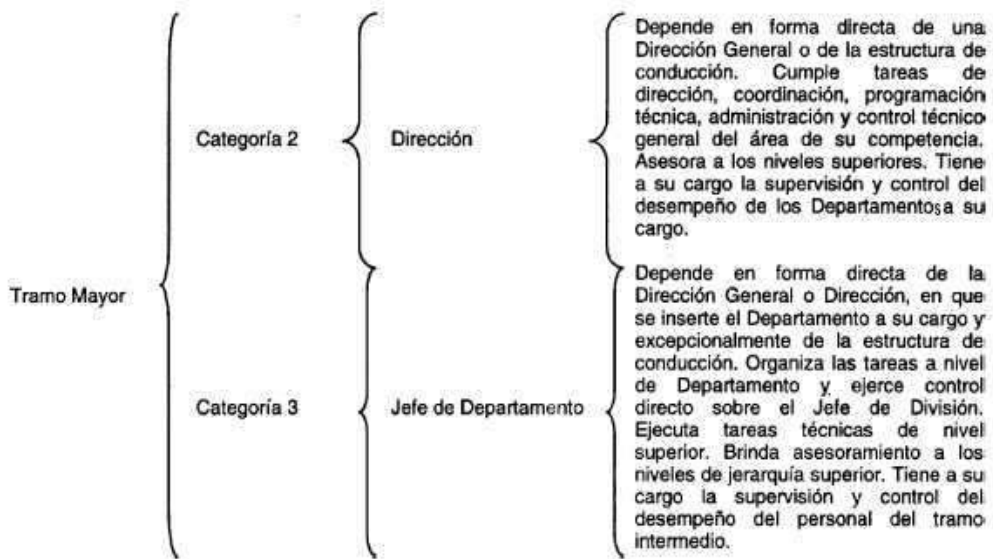 Depende en forma directa de una
Dirección General o de la estructura de
conducción. Cumple tareas de
dirección, coordinación, programación
técnica, administración y control técnico
general del área de su competencia.
Asesora a los niveles superiores. Tiene
a su cargo la supervisión y control del
desempeño de los Departamentos a su
cargo.
Categoría 2
Dirección
Tramo Mayor
Depende en forma directa de la
Dirección General o Dirección, en que
se inserte el Departamento a su cargo y
excepcionalmente de la estructura de
conducción. Organiza las tareas a nivel
de Departamento y ejerce control
directo sobre el Jefe de División.
Ejecuta tareas técnicas de nivel
superior. Brinda asesoramiento a los
niveles de jerarquía superior. Tiene a su
cargo la supervisión y control del
desempeño del personal del tramo
intermedio.
Categoría 3
Jefe de Departamento